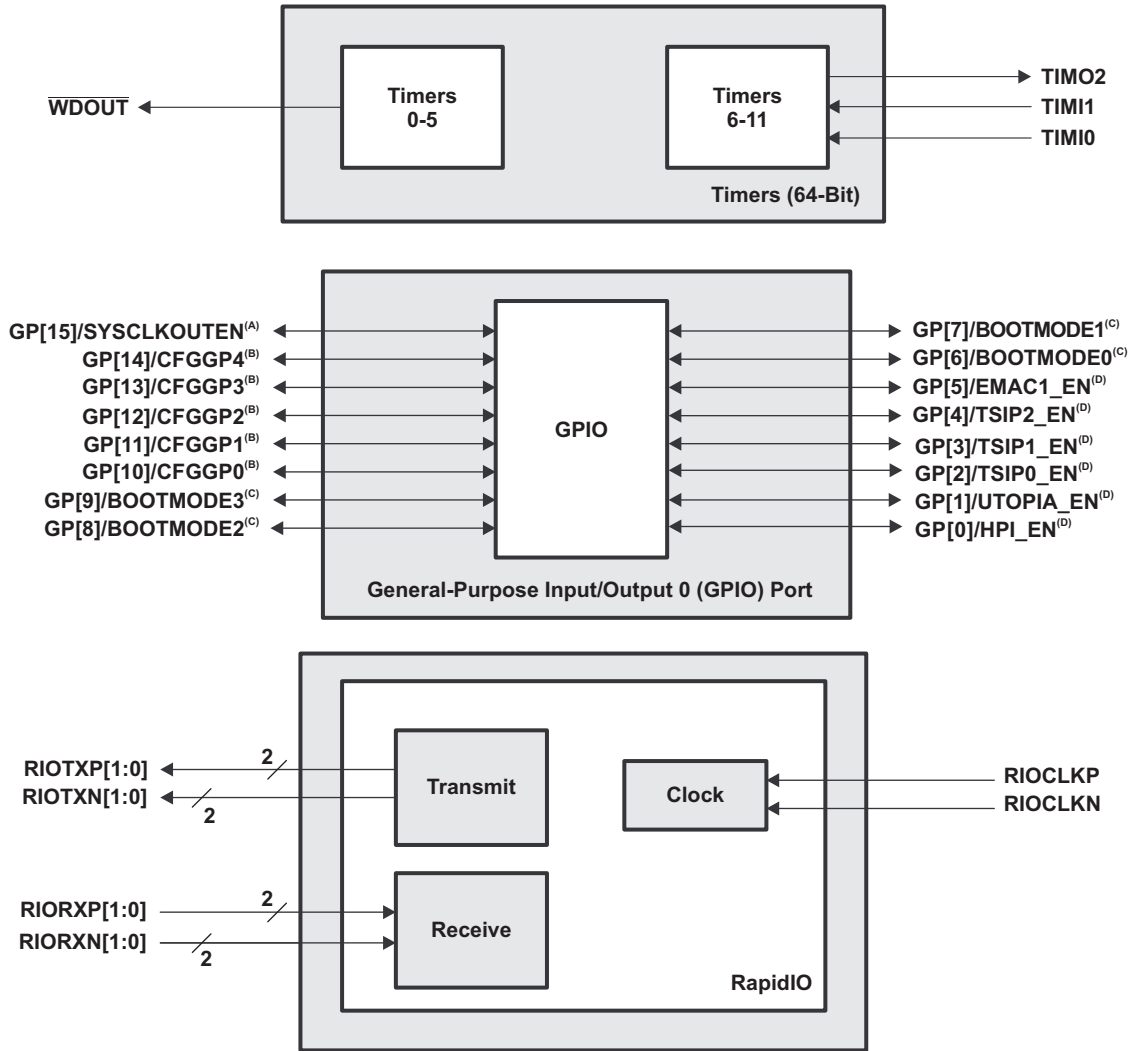 WDOUT
Timers
0-5
Timers
6-11
TIMO2
TIMI1
TIMI0
Timers (64-Bit)
GP[15]/SYSCLKOUTEN(A)
GP[14]/CFGGP4(B)
GP[13]/CFGGP3(B)
GP[12]/CFGGP2(B)
GP[11]/CFGGP1(B)
GP[10]/CFGGP0(B)
GP[9]/BOOTMODE3(C)
GP[8]/BOOTMODE2(C)
GPIO
GP[7]/BOOTMODE1(C)
GP[6]/BOOTMODE0(C)
GP[5]/EMAC1_EN(D)
GP[4]/TSIP2_EN(D)
GP[3]/TSIP1_EN(D)
GP[2]/TSIP0_EN(D)
GP[1]/UTOPIA_EN(D)
GP[0]/HPI_EN(D)
General-Purpose Input/Output 0 (GPIO) Port
RIOTXP[1:0]
2
RIOTXN[1:0]
2
Transmit
Clock
RIOCLKP
RIOCLKN
RIORXP[1:0]
2
RIORXN[1:0]
2
Receive
RapidIO